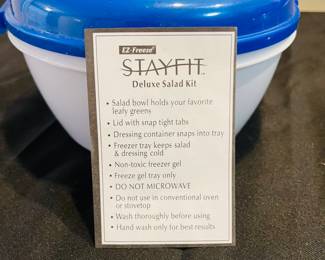 EZ-Freeze®
STAYFIT™
Deluxe Salad Kit
• Salad bowl holds your favorite
leafy greens
• Lid with snap tight tabs
• Dressing container snaps into tray
• Freezer tray keeps salad
& dressing cold
• Non-toxic freezer gel
• Freeze gel tray only
• DO NOT MICROWAVE
• Do not use in conventional oven
or stovetop
• Wash thoroughly before using
• Hand wash only for best results